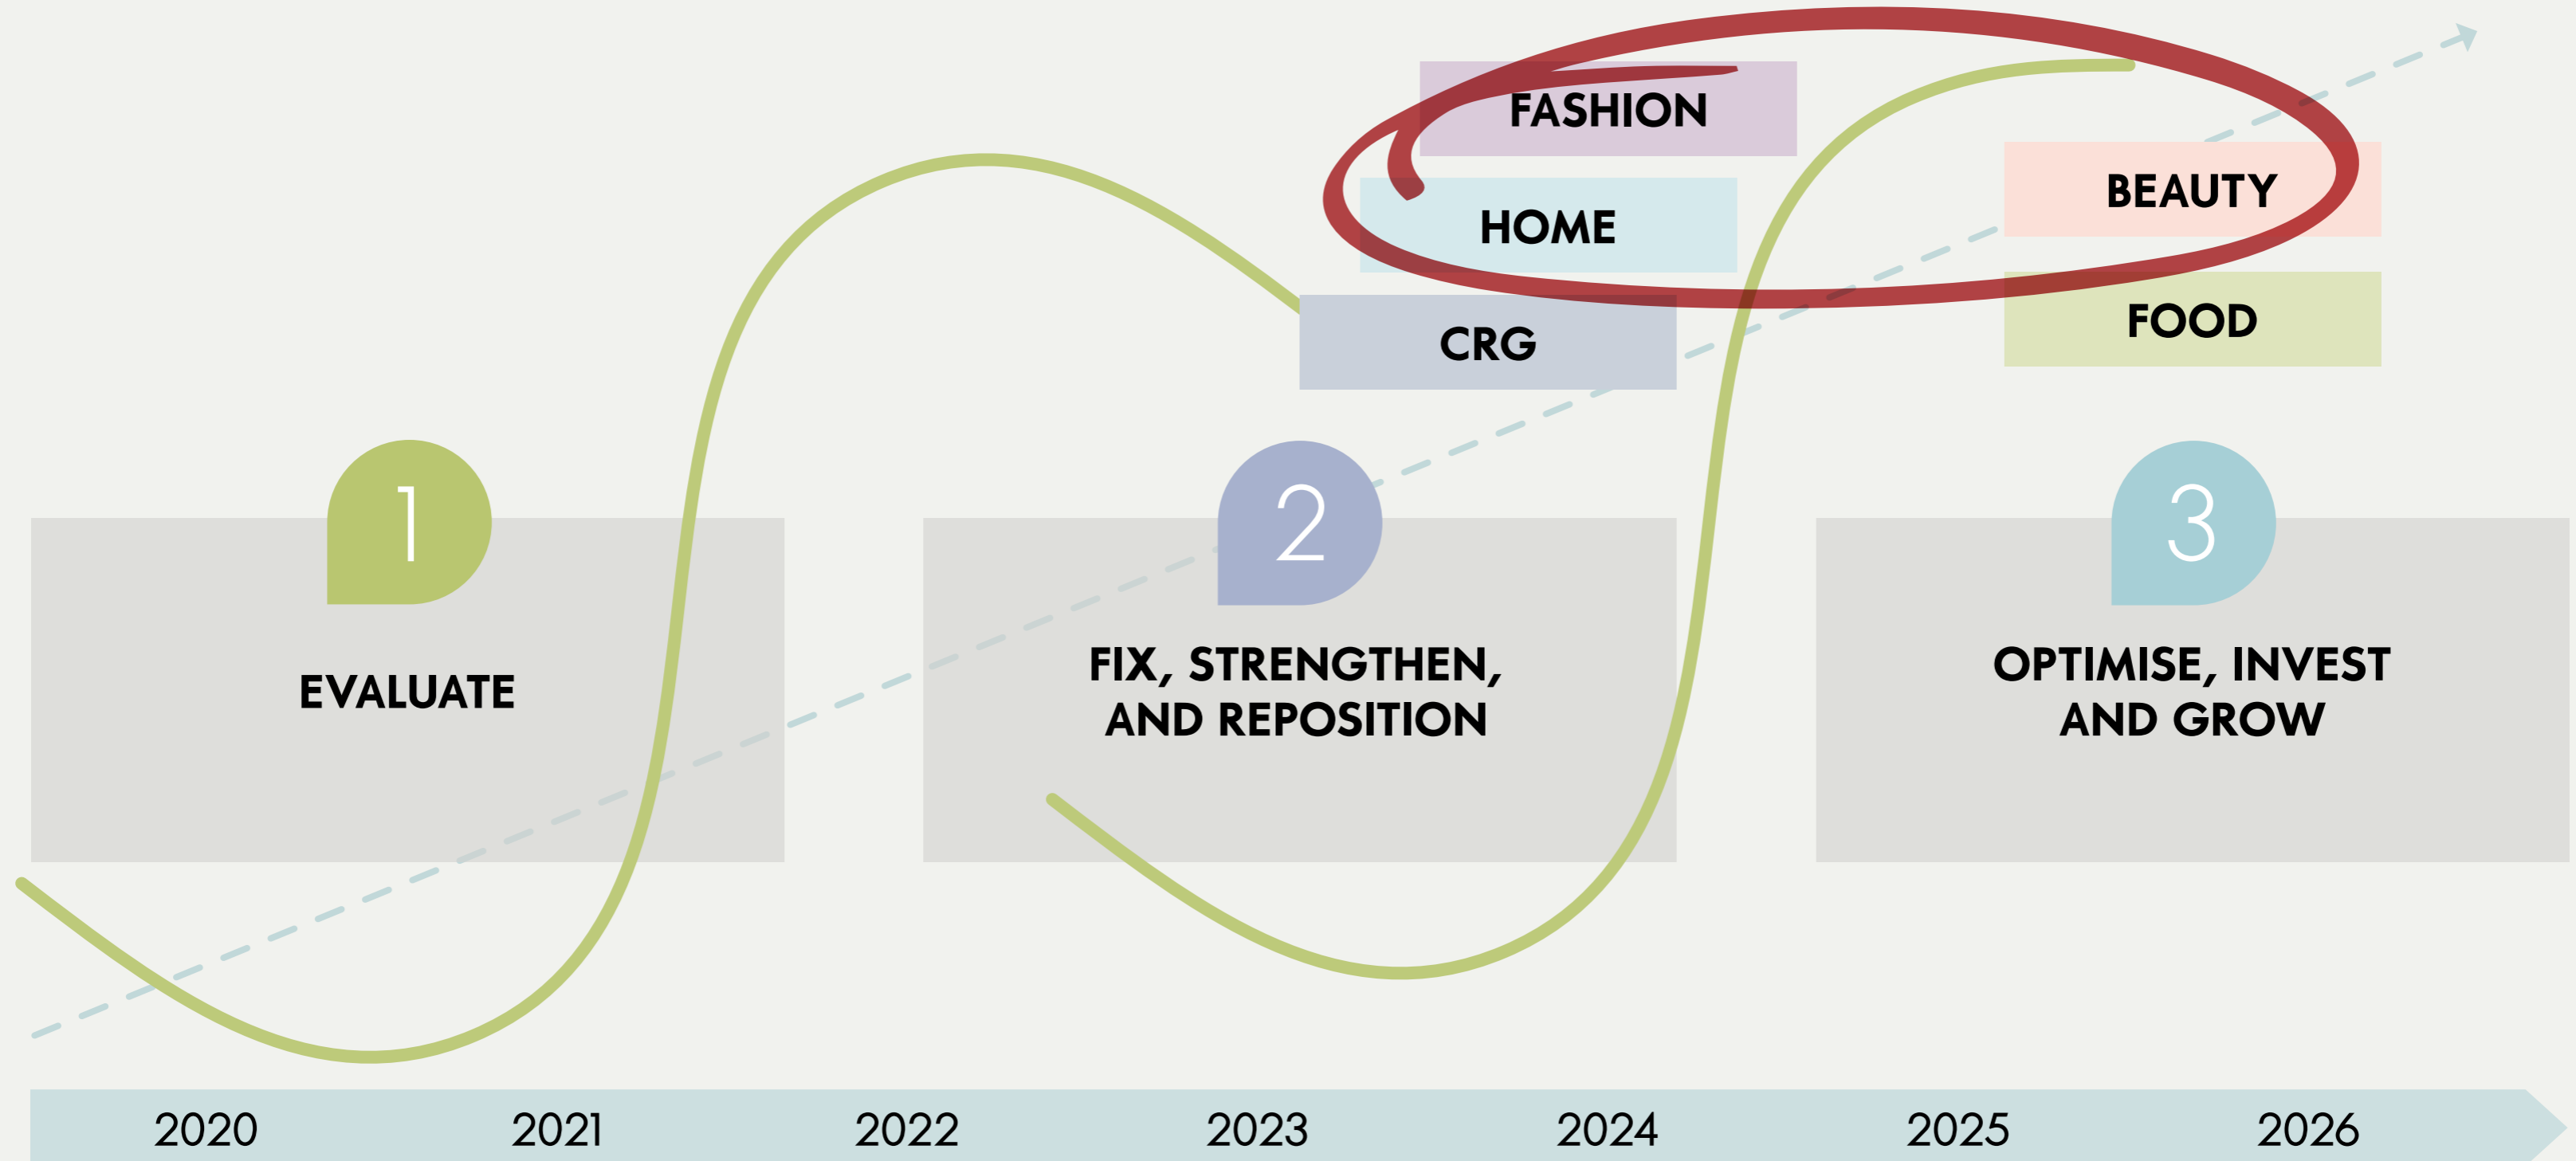 FASHION
HOME
CRG
BEAUTY
FOOD
1
EVALUATE
2
FIX, STRENGTHEN,
AND REPOSITION
3
OPTIMISE, INVEST
AND GROW
2020 2021 2022 2023 2024 2025 2026